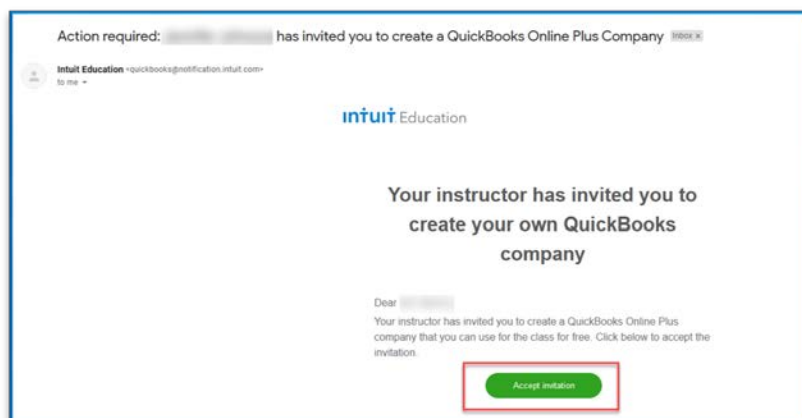 Action required: has invited you to create a QuickBooks Online Plus Company Inbox x
Intuit Education <quickbooks@notification.intuit.com>
to me
INTUIT Education
Your instructor has invited you to
create your own QuickBooks
company
Dear
Your instructor has invited you to create a QuickBooks Online Plus
company that you can use for the class for free. Click below to accept the
invitation.
Accept invitation